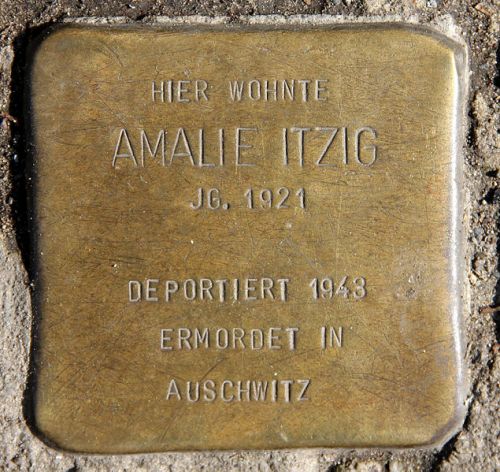 HIER WOHNTE
AMALIE ITZIG
JG. 1921
DEPORTIERT 1943
ERMORDET IN
AUSCHWITZ